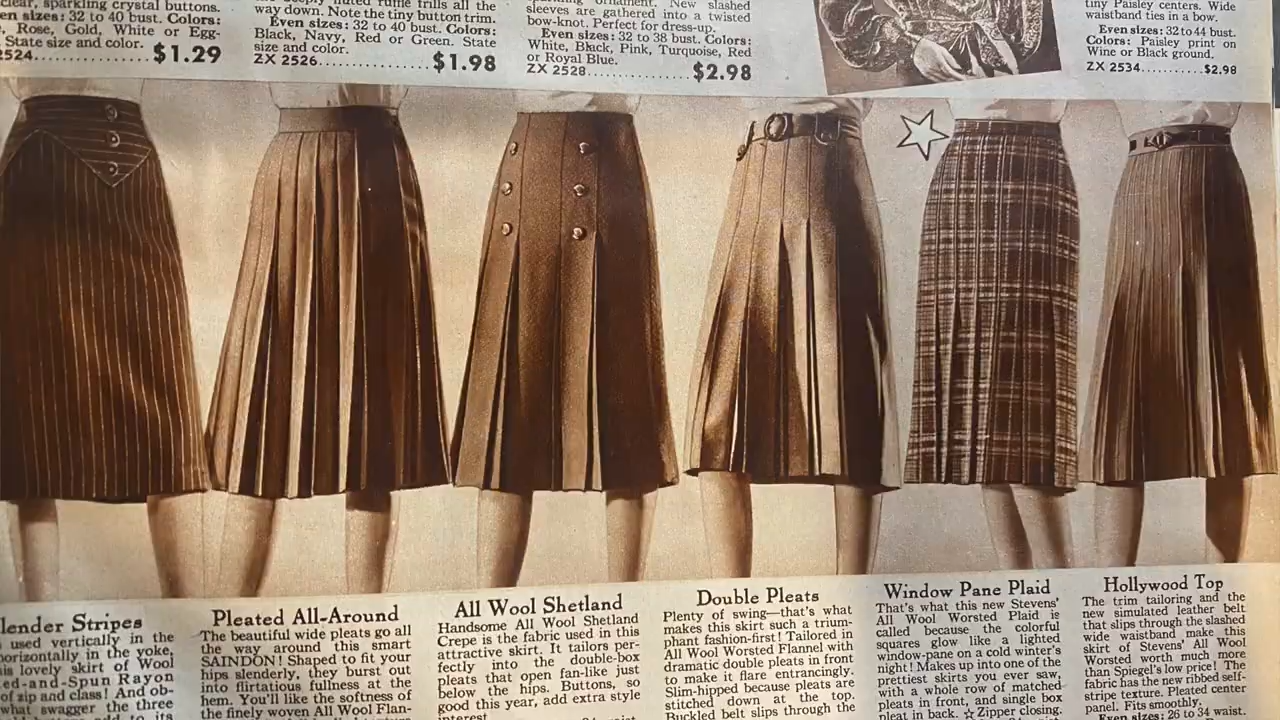 clear, sparkling crystal buttons.
en sizes: 32 to 40 bust. Colors:
, Rose, Gold, White or Egg-
State size and color.
2524..............$1.29
ruffle trills all the
way down. Note the tiny button trim.
Even sizes: 32 to 40 bust. Colors:
Black, Navy, Red or Green. State
size and color.
ZX 2526..............$1.98
ornament. New slashed
sleeves are gathered into a twisted
bow-knot. Perfect for dress-up.
Even sizes: 32 to 38 bust. Colors:
White, Black, Pink, Turquoise, Red
or Royal Blue.
ZX 2528..............$2.98
tiny Paisley centers. Wide
waistband ties in a bow.
Even sizes: 32 to 44 bust.
Colors: Paisley print on
Wine or Black ground.
ZX 2534..........$2.98
lender Stripes
used vertically in the
horizontally in the yoke,
is lovely skirt of Wool
ed-and-Spun Rayon
of zip and class! And ob-
what swagger the three
to its
Pleated All-Around
The beautiful wide pleats go all
the way around this smart
SAINDON! Shaped to fit your
hips slenderly, they burst out
into flirtatious fullness at the
hem. You'll like the softness of
the finely woven All Wool Flan-
All Wool Shetland
Handsome All Wool Shetland
Crepe is the fabric used in this
attractive skirt. It tailors per-
fectly into the double-box
pleats that open fan-like just
below the hips. Buttons, so
good this year, add extra style
interest.
Double Pleats
Plenty of swing—that's what
makes this skirt such a trium-
phant fashion-first! Tailored in
All Wool Worsted Flannel with
dramatic double pleats in front
to make it flare entrancingly.
Slim-hipped because pleats are
stitched down at the top.
Buckled belt slips through the
Window Pane Plaid
That's what this new Stevens'
All Wool Worsted Plaid is
called because the colorful
squares glow like a lighted
window-pane on a cold winter's
night! Makes up into one of the
prettiest skirts you ever saw,
with a whole row of matched
pleats in front, and single box
pleat in back. ☆Zipper closing.
Hollywood Top
The trim tailoring and the
new simulated leather belt
that slips through the slashed
wide waistband make this
skirt of Stevens' All Wool
Worsted worth much more
than Spiegel's low price! The
fabric has the new ribbed self-
stripe texture. Pleated center
panel. Fits smoothly.
Even sizes: 26 to 34 waist.